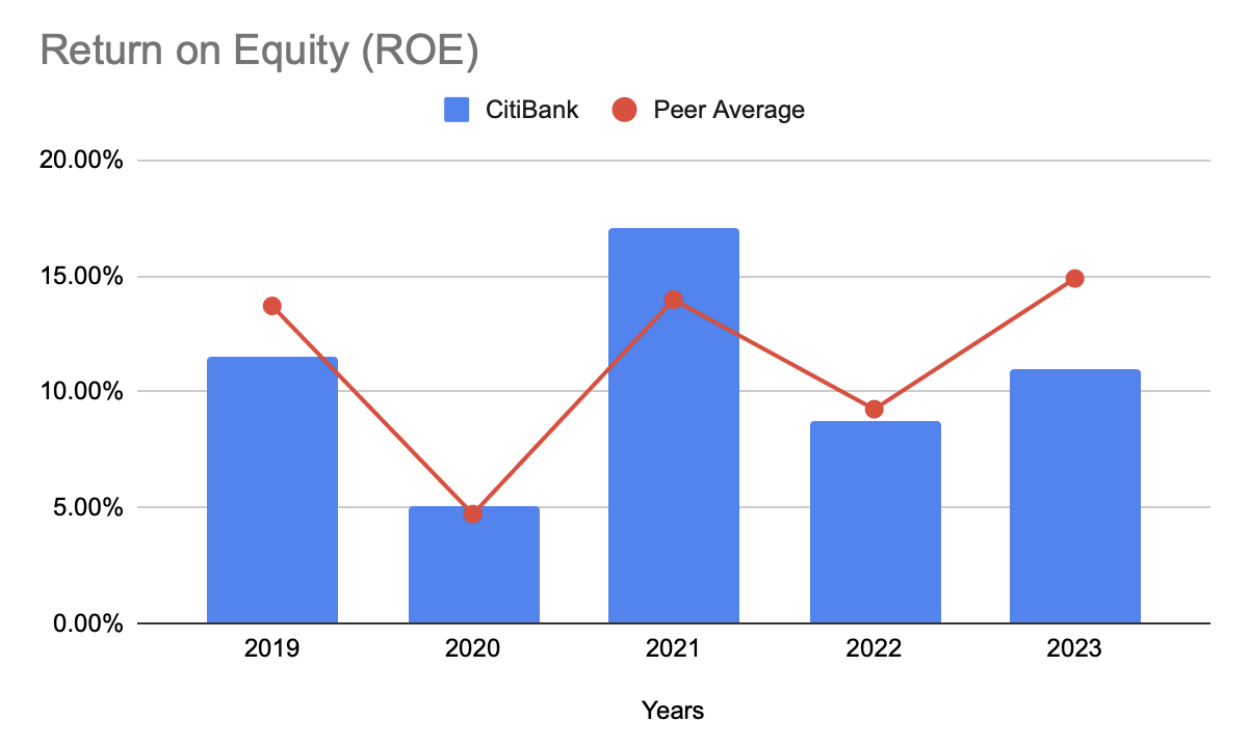 Return on Equity (ROE)
CitiBank Peer Average
20.00%
15.00%
10.00%
5.00%
0.00%
2019 2020 2021 2022 2023
Years